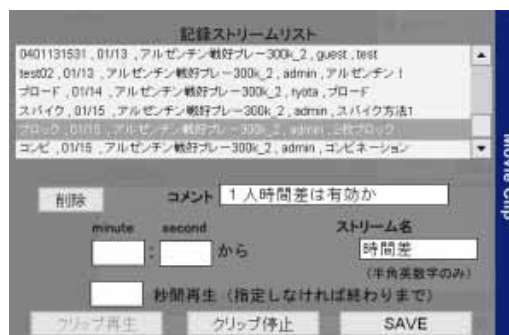 記録ストリームリスト
0401131531 , 01/13 , アルゼンチン戦好プレー300k_2 , guest , test
test02 , 01/13 , アルゼンチン戦好プレー300k_2 , admin , アルゼンチン!
ブロード , 01/14 , アルゼンチン戦好プレー300k_2 , ryota , ブロード
スパイク , 01/15 , アルゼンチン戦好プレー300k_2 , admin , スパイク方法1
ブロック , 01/15 , アルゼンチン戦好プレー300k_2 , admin , 2枚ブロック
コンビ , 01/15 , アルゼンチン戦好プレー300k_2 , admin , コンビネーション
削除 コメント 1人時間差は有効か
minute second ストリーム名
: から 時間差
(半角英数字のみ)
秒間再生(指定しなければ終わりまで)
クリップ再生 クリップ停止 SAVE
Movie Clip